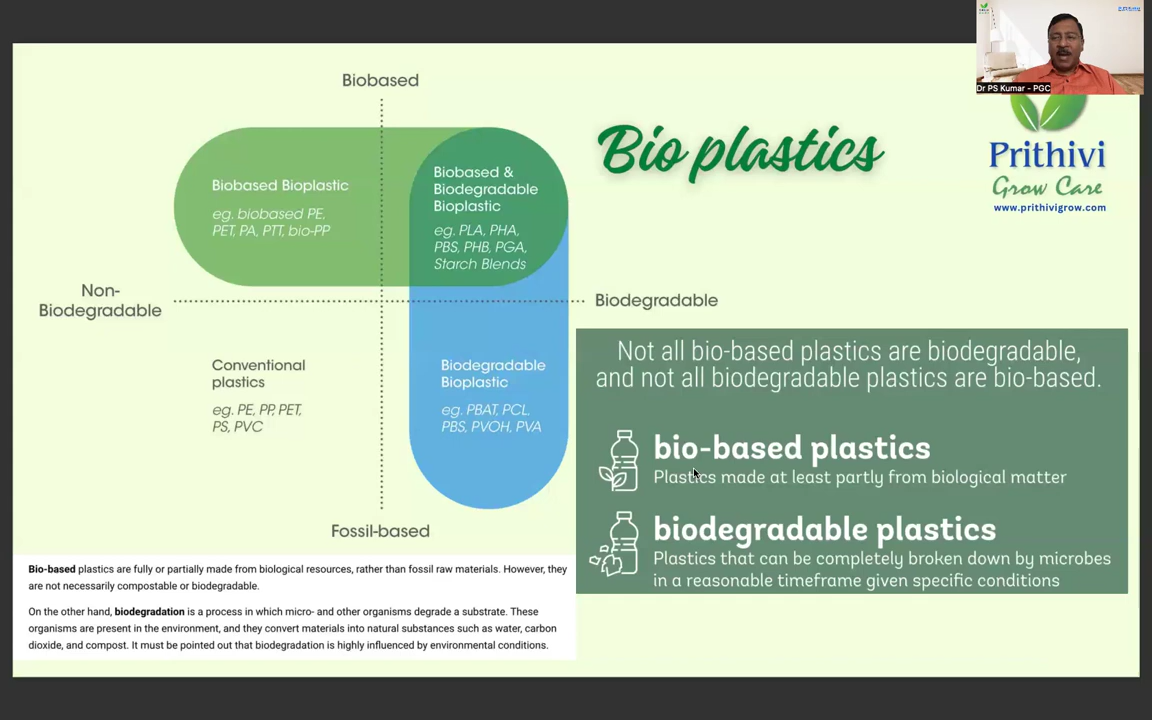 Dr PS Kumar - PGC
Biobased
Bio plastics
Prithivi
Grow Care
www.prithivigrow.com
Biobased Bioplastic
eg. biobased PE,
PET, PA, PTT, bio-PP
Biobased &
Biodegradable
Bioplastic
eg. PLA, PHA,
PBS, PHB, PGA,
Starch Blends
Non-
Biodegradable
Biodegradable
Conventional
plastics
eg. PE, PP, PET,
PS, PVC
Biodegradable
Bioplastic
eg. PBAT, PCL.
PBS, PVOH, PVA
Fossil-based
Not all bio-based plastics are biodegradable,
and not all biodegradable plastics are bio-based.
bio-based plastics
Plastics made at least partly from biological matter
biodegradable plastics
Plastics that can be completely broken down by microbes
in a reasonable timeframe given specific conditions
Bio-based plastics are fully or partially made from biological resources, rather than fossil raw materials. However, they
are not necessarily compostable or biodegradable.
On the other hand, biodegradation is a process in which micro- and other organisms degrade a substrate. These
organisms are present in the environment, and they convert materials into natural substances such as water, carbon
dioxide, and compost. It must be pointed out that biodegradation is highly influenced by environmental conditions.